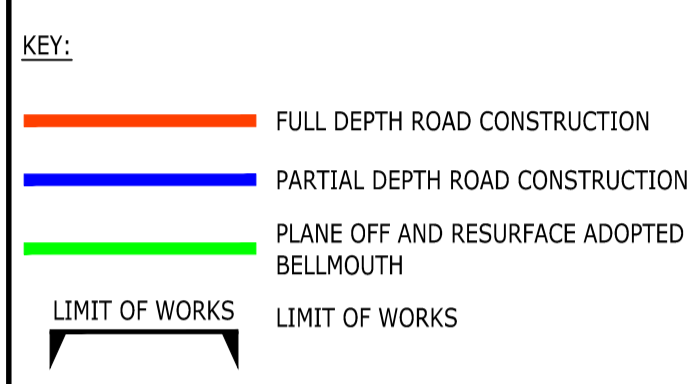 KEY:
FULL DEPTH ROAD CONSTRUCTION
PARTIAL DEPTH ROAD CONSTRUCTION
PLANE OFF AND RESURFACE ADOPTED
BELLMOUTH
LIMIT OF WORKS
LIMIT OF WORKS